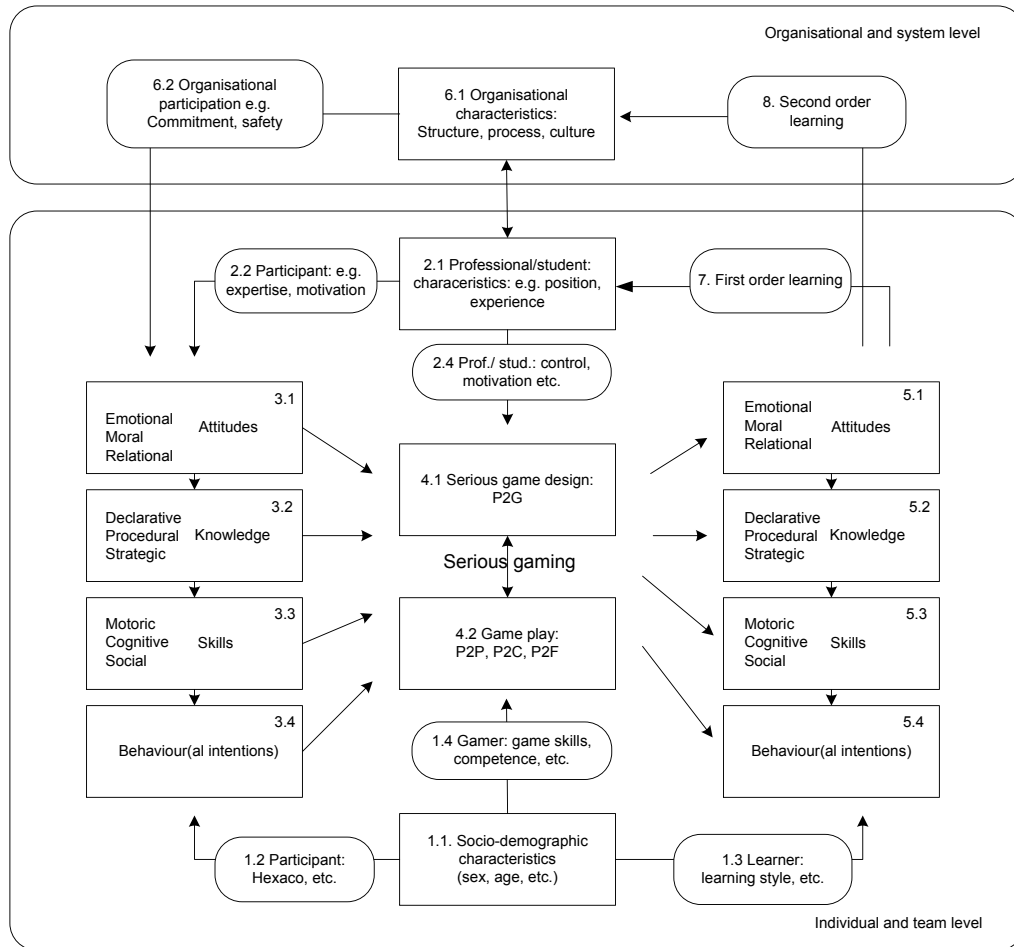 Organisational and system level
6.2 Organisational
participation e.g.
Commitment, safety
6.1 Organisational
characteristics:
Structure, process, culture
8. Second order
learning
2.2 Participant: e.g.
expertise, motivation
2.1 Professional/student:
characeristics: e.g. position,
experience
7. First order learning
2.4 Prof./ stud.: control,
motivation etc.
3.1
Emotional
Moral
Relational
Attitudes
3.2
Declarative
Procedural
Strategic
Knowledge
3.3
Motoric
Cognitive
Social
Skills
3.4
Behaviour(al intentions)
4.1 Serious game design:
P2G
Serious gaming
4.2 Game play:
P2P, P2C, P2F
5.1
Emotional
Moral
Relational
Attitudes
5.2
Declarative
Procedural
Strategic
Knowledge
5.3
Motoric
Cognitive
Social
Skills
5.4
Behaviour(al intentions)
1.4 Gamer: game skills,
competence, etc.
1.2 Participant:
Hexaco, etc.
1.1. Socio-demographic
characteristics
(sex, age, etc.)
1.3 Learner:
learning style, etc.
Individual and team level